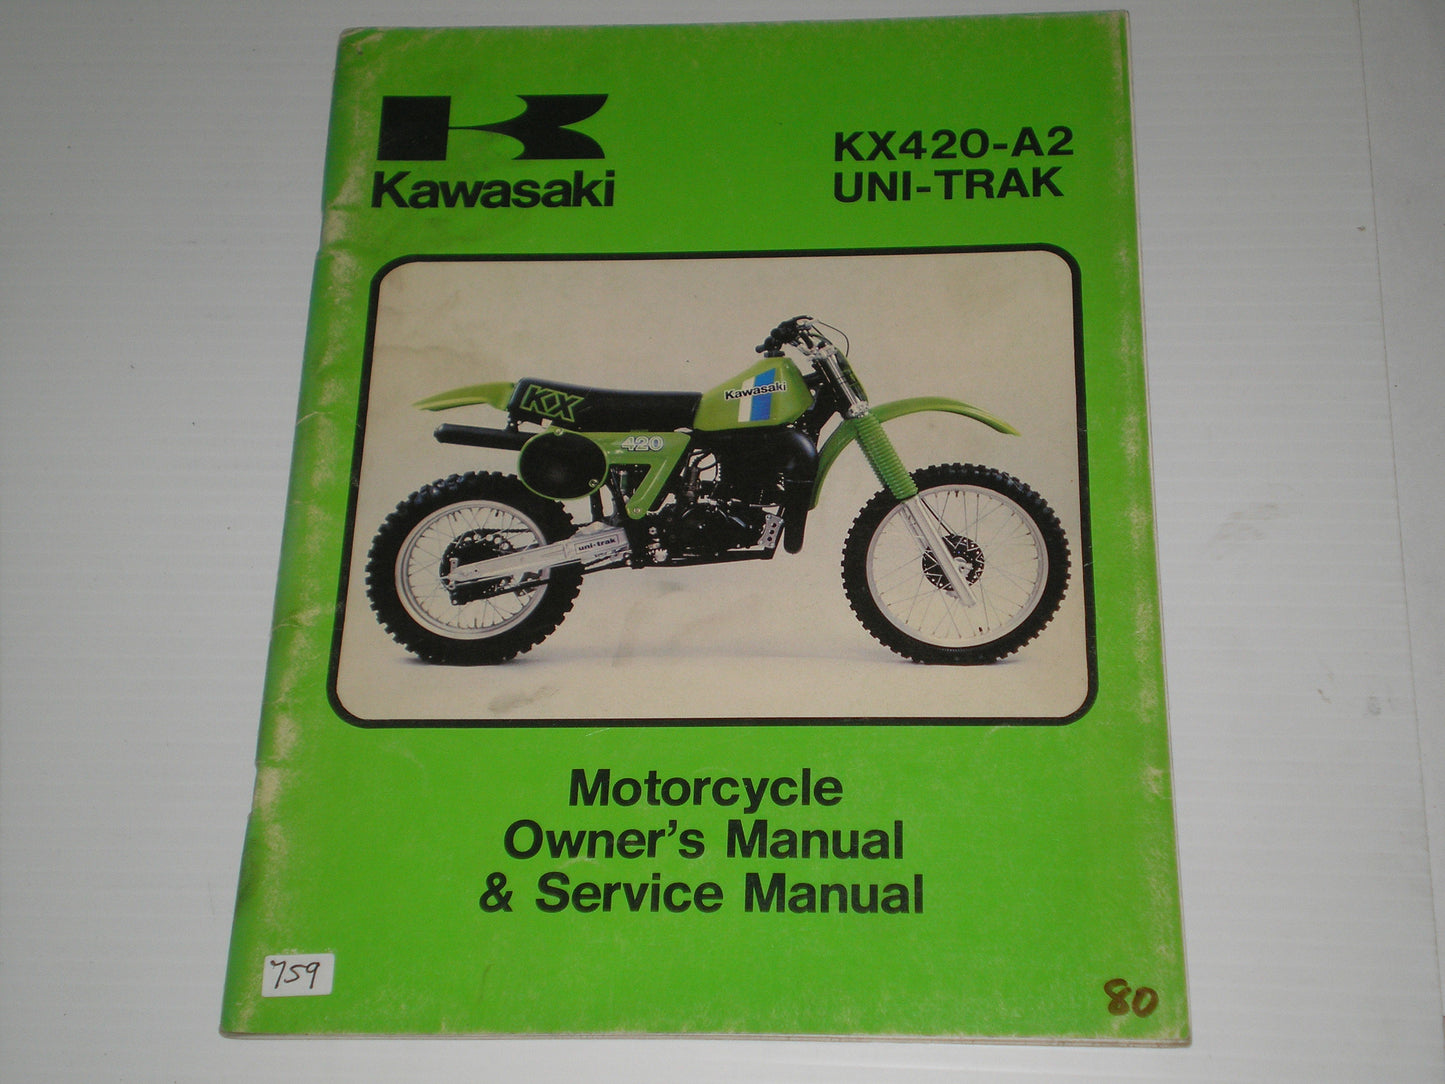 Kawasaki
KX420-A2
UNI-TRAK
KX
Kawasaki
420
uni-trak
Motorcycle
Owner's Manual
& Service Manual
759
80